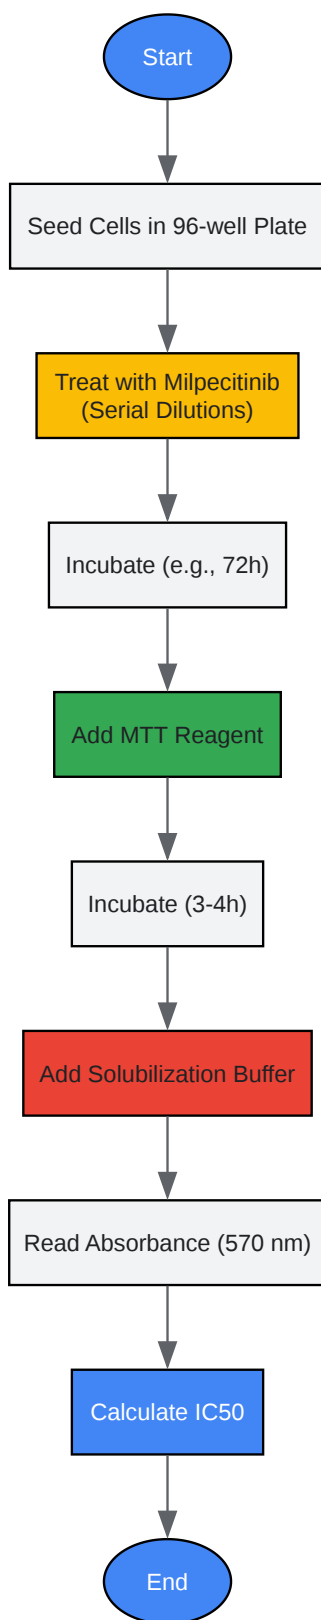 Start
Seed Cells in 96-well Plate
Treat with Milpecitinib
(Serial Dilutions)
Incubate (e.g., 72h)
Add MTT Reagent
Incubate (3-4h)
Add Solubilization Buffer
Read Absorbance (570 nm)
Calculate IC50
End